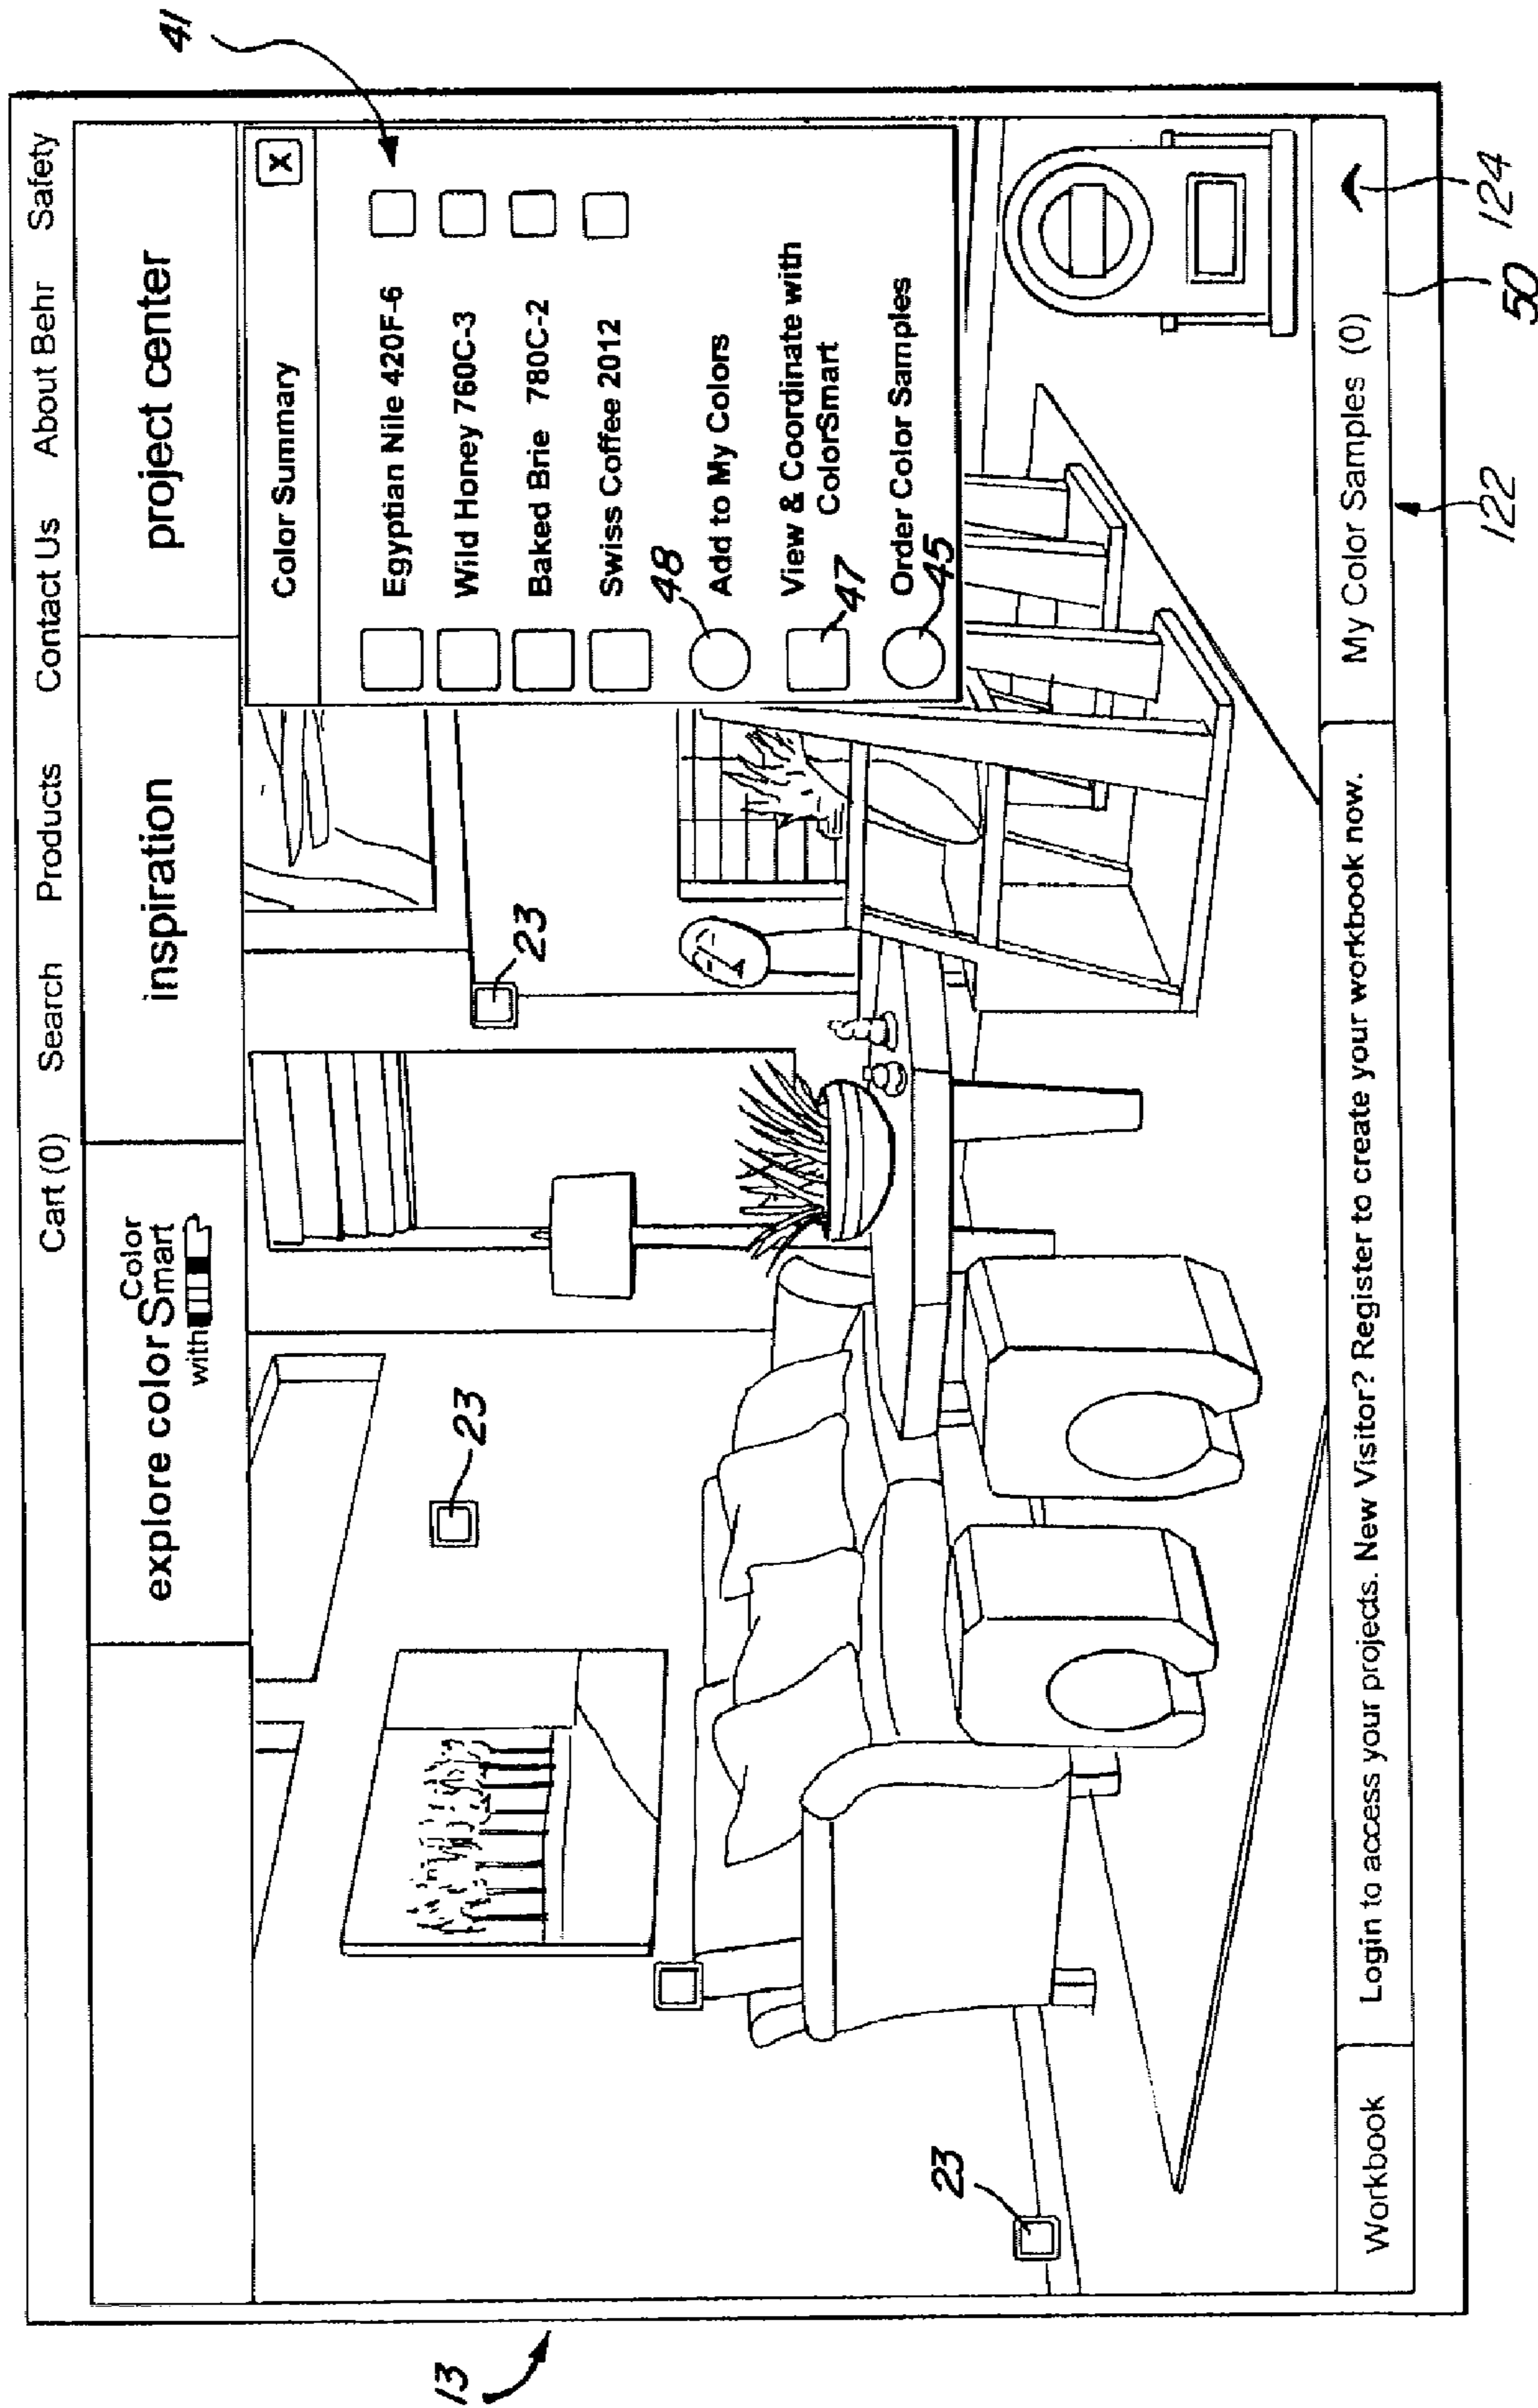 Cart (0) Search Products Contact Us About Behr Safety
explore color Color Smart
with
inspiration
project center
Color Summary X
Egyptian Nile 420F-6
Wild Honey 760C-3
Baked Brie 780C-2
Swiss Coffee 2012
Add to My Colors
View & Coordinate with
ColorSmart
Order Color Samples
41
48
47
45
23
23
23
13
Workbook Login to access your projects. New Visitor? Register to create your workbook now. My Color Samples (0)
122
50
124